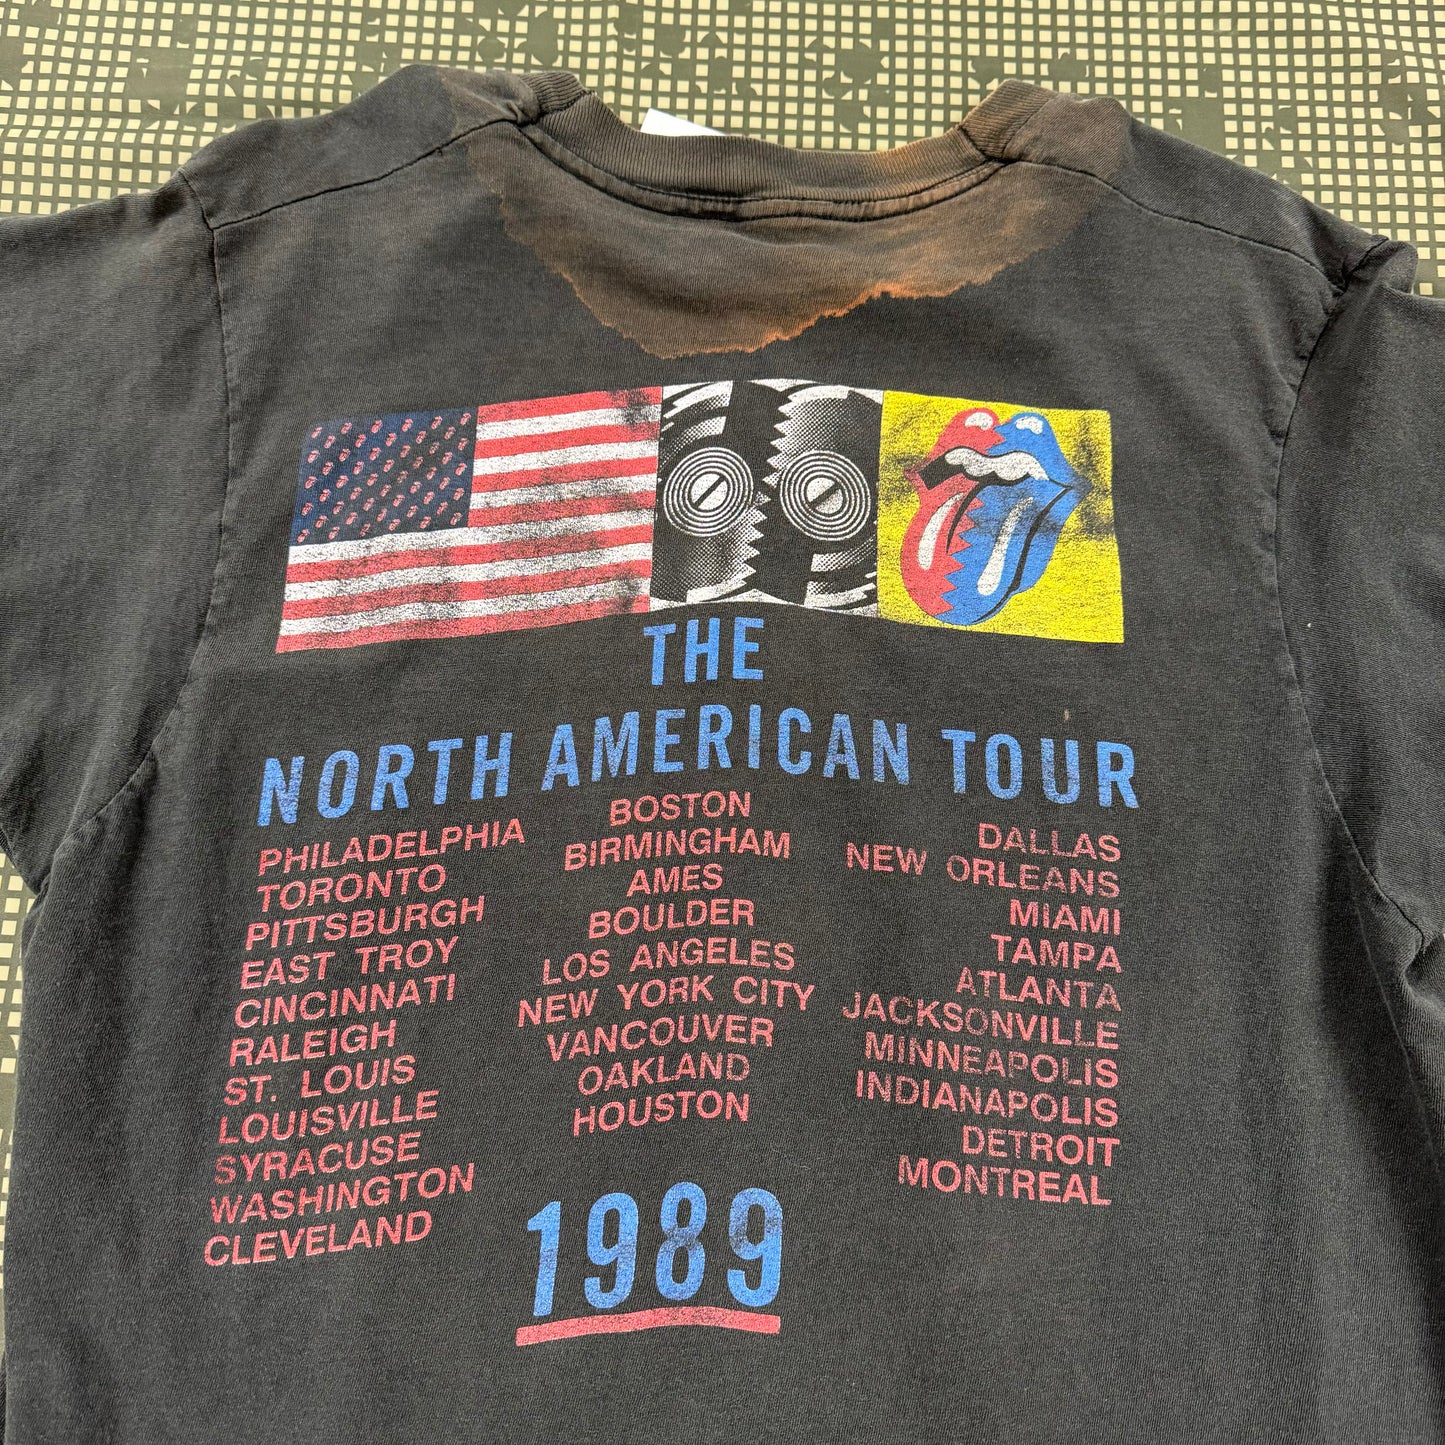 THE
NORTH AMERICAN TOUR
PHILADELPHIA
TORONTO
PITTSBURGH
EAST TROY
CINCINNATI
RALEIGH
ST. LOUIS
LOUISVILLE
SYRACUSE
WASHINGTON
CLEVELAND
BOSTON
BIRMINGHAM
AMES
BOULDER
LOS ANGELES
NEW YORK CITY
VANCOUVER
OAKLAND
HOUSTON
DALLAS
NEW ORLEANS
MIAMI
TAMPA
ATLANTA
JACKSONVILLE
MINNEAPOLIS
INDIANAPOLIS
DETROIT
MONTREAL
1989